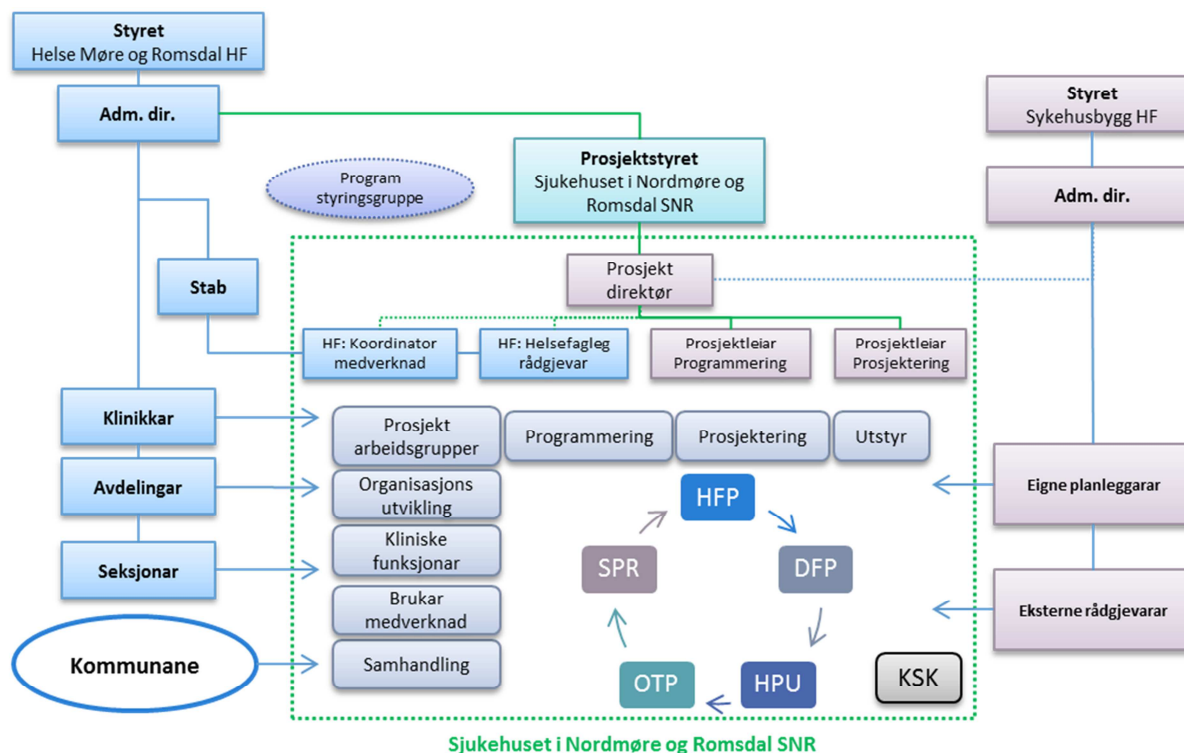 Styret
Helse Møre og Romsdal HF
Adm. dir.
Styret
Sykehusbygg HF
Prosjektstyret
Sjukehuset i Nordmøre og
Romsdal SNR
Program
styringsgruppe
Adm. dir.
Stab
Prosjekt
direktør
HF: Koordinator
medverknad
HF: Helsefagleg
rådgjevar
Prosjektleiar
Programmering
Prosjektleiar
Prosjektering
Klinikkar
Prosjekt
arbeidsgrupper
Programmering
Prosjektering
Utstyr
Avdelingar
Organisasjons
utvikling
HFP
Eigne planleggarar
Kliniske
funksjonar
Seksjonar
SPR
DFP
Brukar
medverknad
Eksterne rådgjevarar
Kommunane
Samhandling
OTP
HPU
KSK
Sjukehuset i Nordmøre og Romsdal SNR